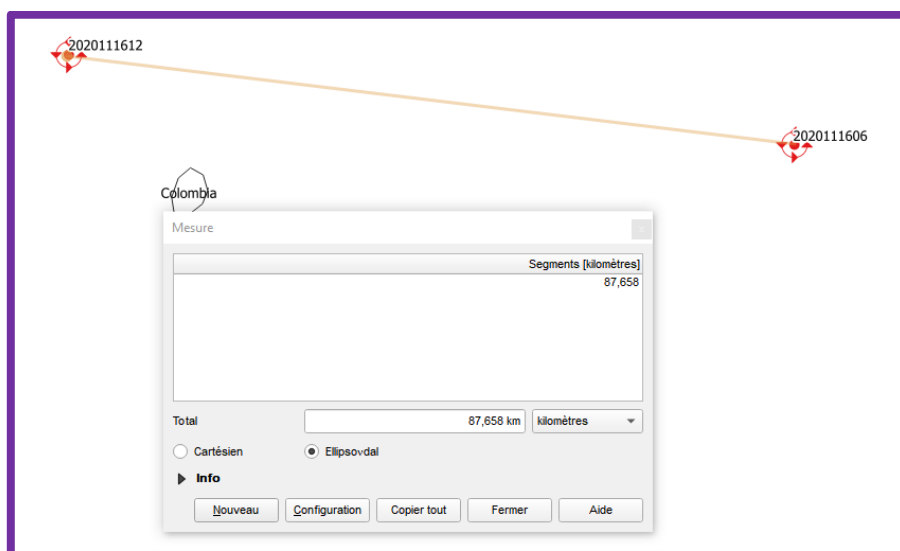 2020111612
2020111606
Colombia
Mesure
Segments [kilomètres]
87,658
Total
87,658 km
kilomètres
Cartésien
Ellipsovdal
Info
Nouveau
Configuration
Copier tout
Fermer
Aide